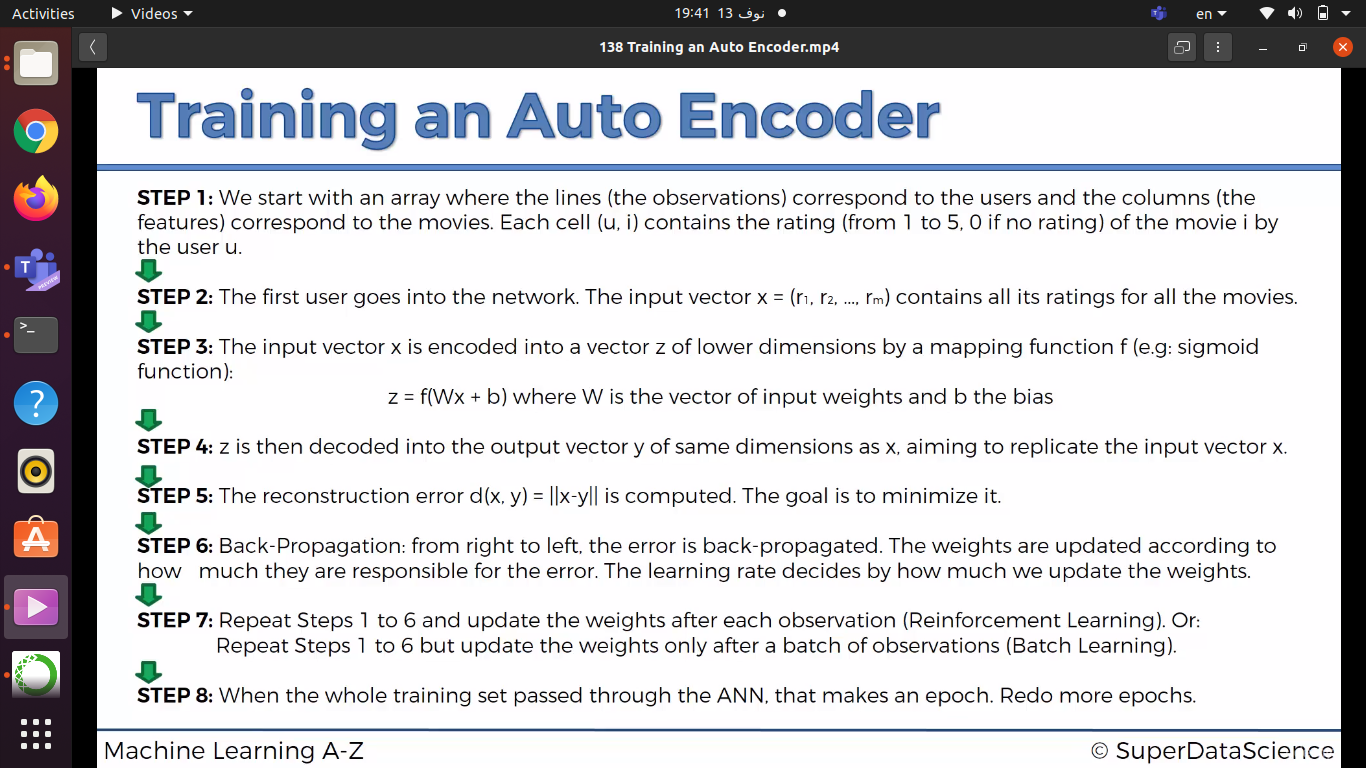 Activities
Videos
19:41 13 نوف
en
138 Training an Auto Encoder.mp4
Training an Auto Encoder
STEP 1: We start with an array where the lines (the observations) correspond to the users and the columns (the
features) correspond to the movies. Each cell (u, i) contains the rating (from 1 to 5, 0 if no rating) of the movie i by
the user u.
STEP 2: The first user goes into the network. The input vector x = (r₁, r₂, ..., rₘ) contains all its ratings for all the movies.
STEP 3: The input vector x is encoded into a vector z of lower dimensions by a mapping function f (e.g: sigmoid
function):
z = f(Wx + b) where W is the vector of input weights and b the bias
STEP 4: z is then decoded into the output vector y of same dimensions as x, aiming to replicate the input vector x.
STEP 5: The reconstruction error d(x, y) = ||x-y|| is computed. The goal is to minimize it.
STEP 6: Back-Propagation: from right to left, the error is back-propagated. The weights are updated according to
how much they are responsible for the error. The learning rate decides by how much we update the weights.
STEP 7: Repeat Steps 1 to 6 and update the weights after each observation (Reinforcement Learning). Or:
Repeat Steps 1 to 6 but update the weights only after a batch of observations (Batch Learning).
STEP 8: When the whole training set passed through the ANN, that makes an epoch. Redo more epochs.
Machine Learning A-Z
© SuperDataScience